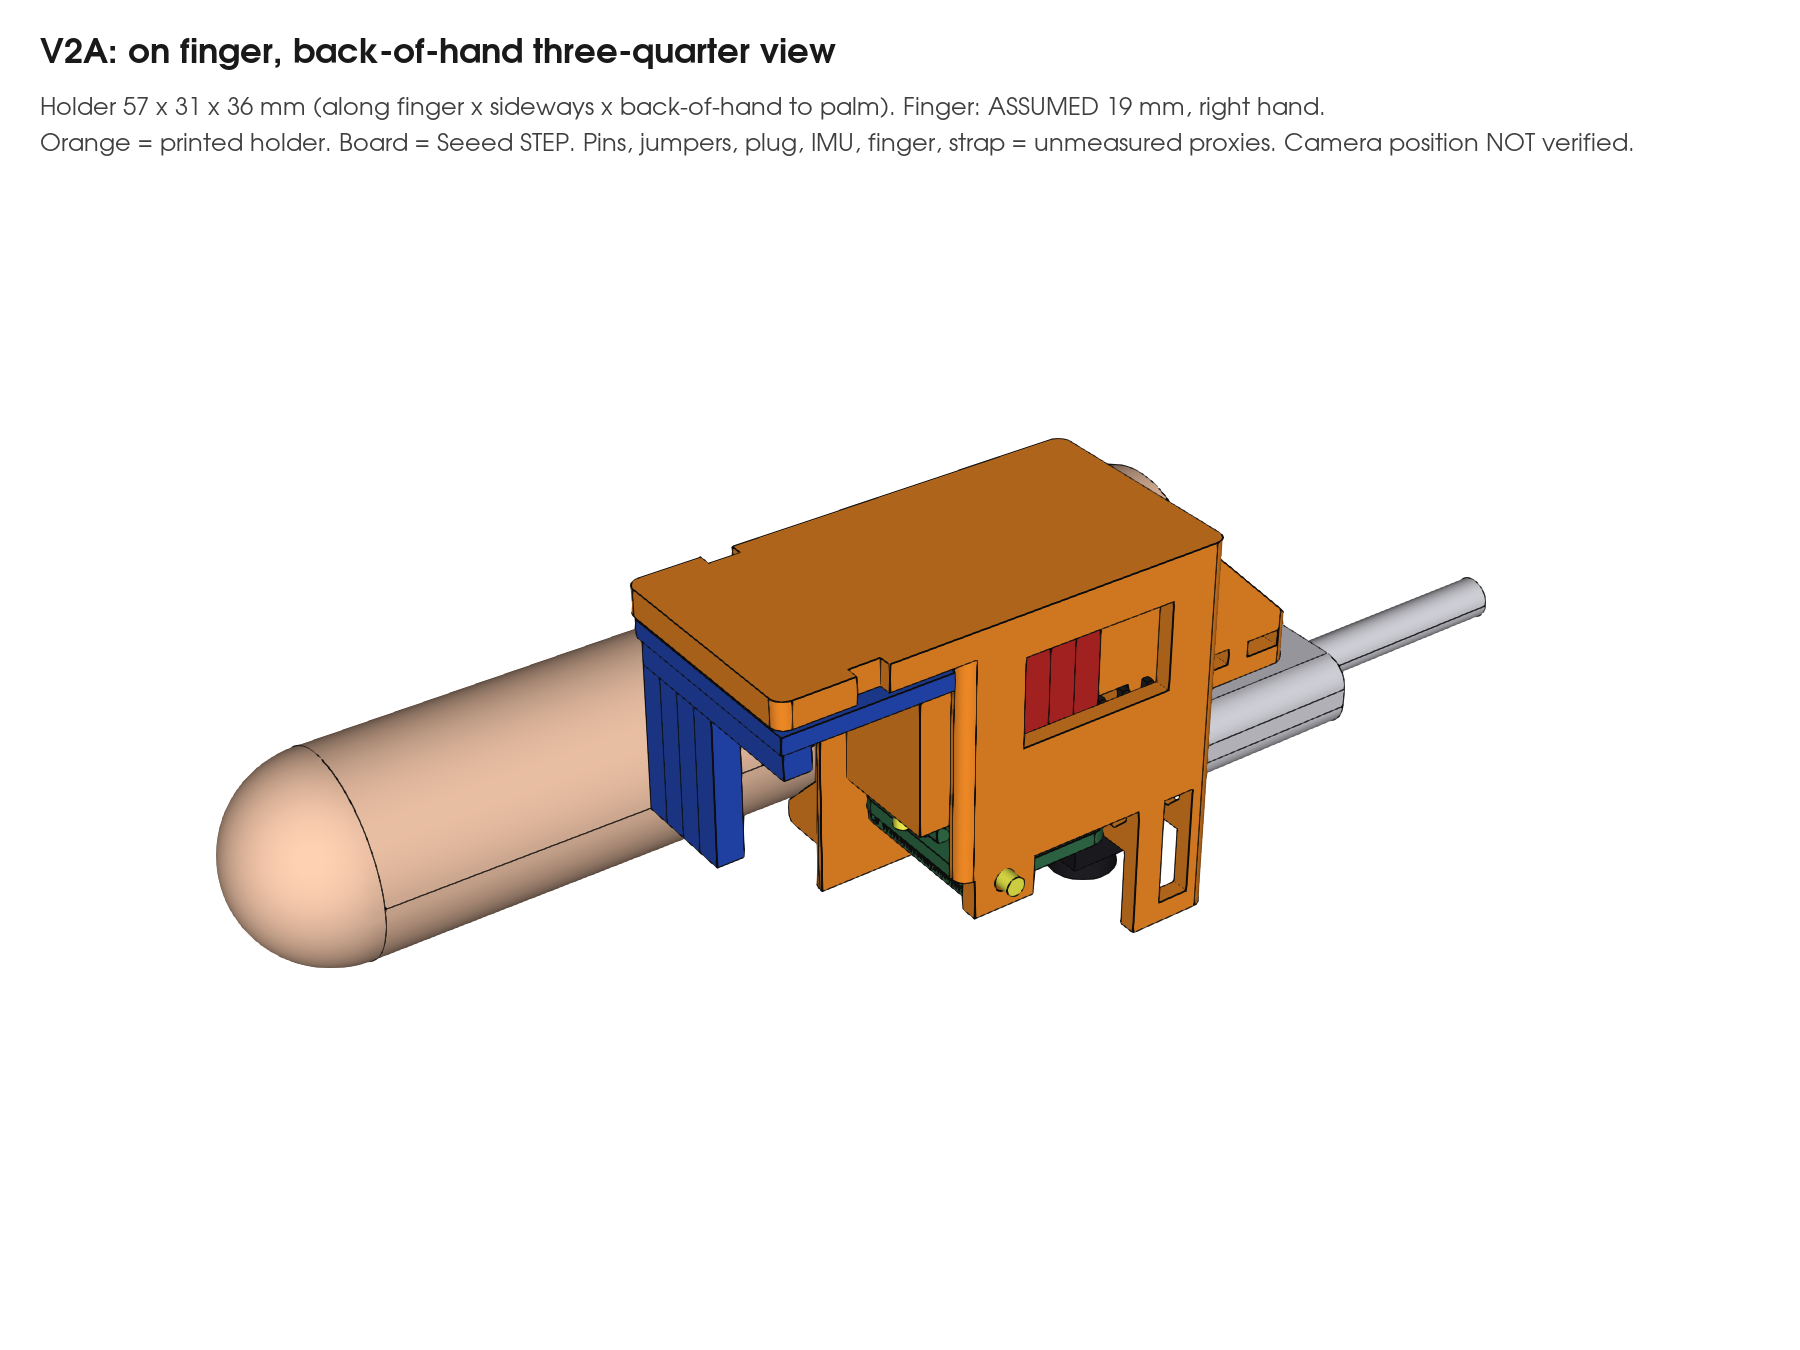 V2A: on finger, back-of-hand three-quarter view
Holder 57 x 31 x 36 mm (along finger x sideways x back-of-hand to palm). Finger: ASSUMED 19 mm, right hand.
Orange = printed holder. Board = Seeed STEP. Pins, jumpers, plug, IMU, finger, strap = unmeasured proxies. Camera position NOT verified.